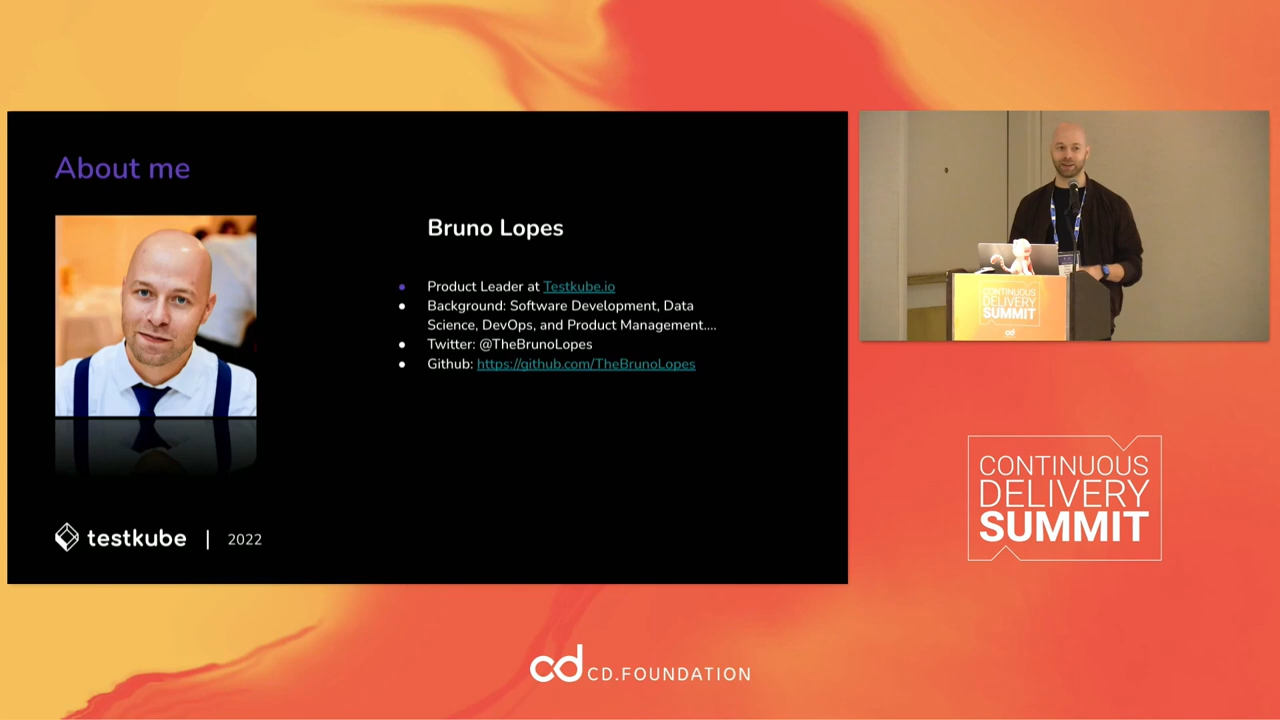 About me
Bruno Lopes
Product Leader at Testkube.io
Background: Software Development, Data
Science, DevOps, and Product Management....
Twitter: @TheBrunoLopes
Github: https://github.com/TheBrunoLopes
testkube | 2022
CONTINUOUS
DELIVERY
SUMMIT
cd
CONTINUOUS
DELIVERY
SUMMIT
cd CD.FOUNDATION